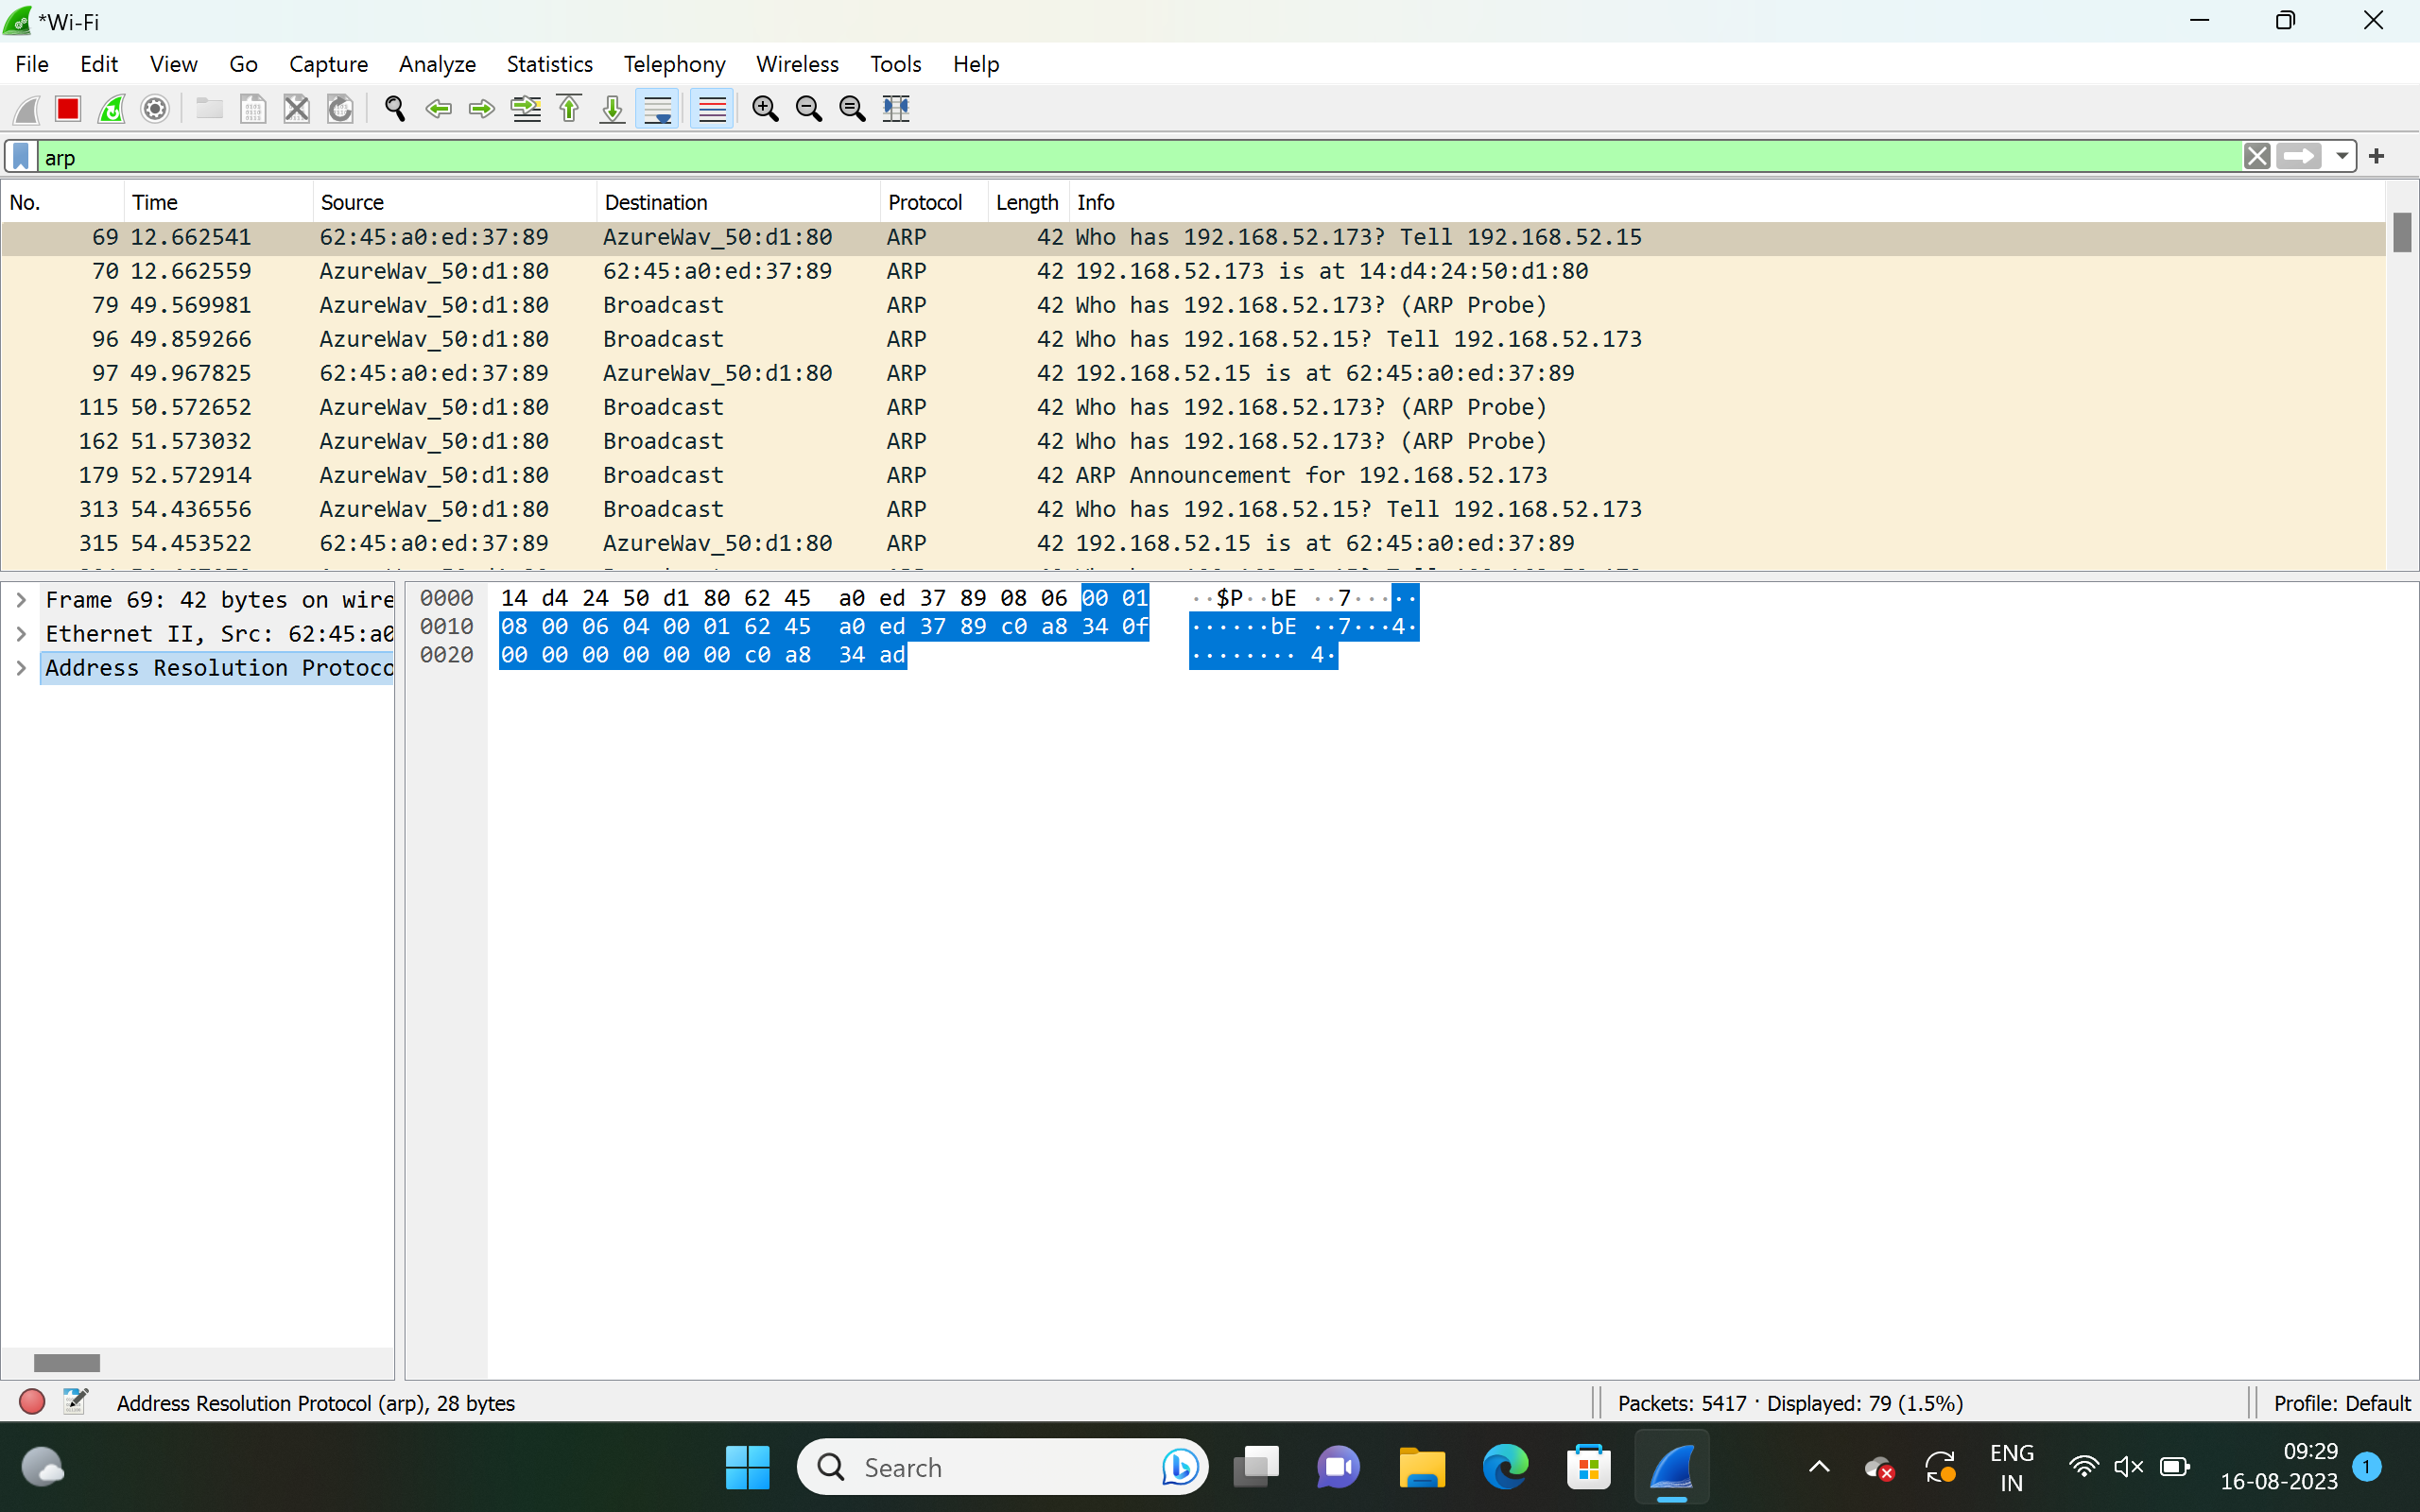 *Wi-Fi
File Edit View Go Capture Analyze Statistics Telephony Wireless Tools Help
arp
No. Time Source Destination Protocol Length Info
69 12.662541 62:45:a0:ed:37:89 AzureWav_50:d1:80 ARP 42 Who has 192.168.52.173? Tell 192.168.52.15
70 12.662559 AzureWav_50:d1:80 62:45:a0:ed:37:89 ARP 42 192.168.52.173 is at 14:d4:24:50:d1:80
79 49.569981 AzureWav_50:d1:80 Broadcast ARP 42 Who has 192.168.52.173? (ARP Probe)
96 49.859266 AzureWav_50:d1:80 Broadcast ARP 42 Who has 192.168.52.15? Tell 192.168.52.173
97 49.967825 62:45:a0:ed:37:89 AzureWav_50:d1:80 ARP 42 192.168.52.15 is at 62:45:a0:ed:37:89
115 50.572652 AzureWav_50:d1:80 Broadcast ARP 42 Who has 192.168.52.173? (ARP Probe)
162 51.573032 AzureWav_50:d1:80 Broadcast ARP 42 Who has 192.168.52.173? (ARP Probe)
179 52.572914 AzureWav_50:d1:80 Broadcast ARP 42 ARP Announcement for 192.168.52.173
313 54.436556 AzureWav_50:d1:80 Broadcast ARP 42 Who has 192.168.52.15? Tell 192.168.52.173
315 54.453522 62:45:a0:ed:37:89 AzureWav_50:d1:80 ARP 42 192.168.52.15 is at 62:45:a0:ed:37:89
Frame 69: 42 bytes on wire
Ethernet II, Src: 62:45:a0
Address Resolution Protoco
0000 14 d4 24 50 d1 80 62 45 a0 ed 37 89 08 06 00 01 ··$P··bE ··7·····
0010 08 00 06 04 00 01 62 45 a0 ed 37 89 c0 a8 34 0f ······bE ··7···4·
0020 00 00 00 00 00 00 c0 a8 34 ad ········ 4·
Address Resolution Protocol (arp), 28 bytes
Packets: 5417 · Displayed: 79 (1.5%)
Profile: Default
Search
ENG
IN
09:29
16-08-2023
1